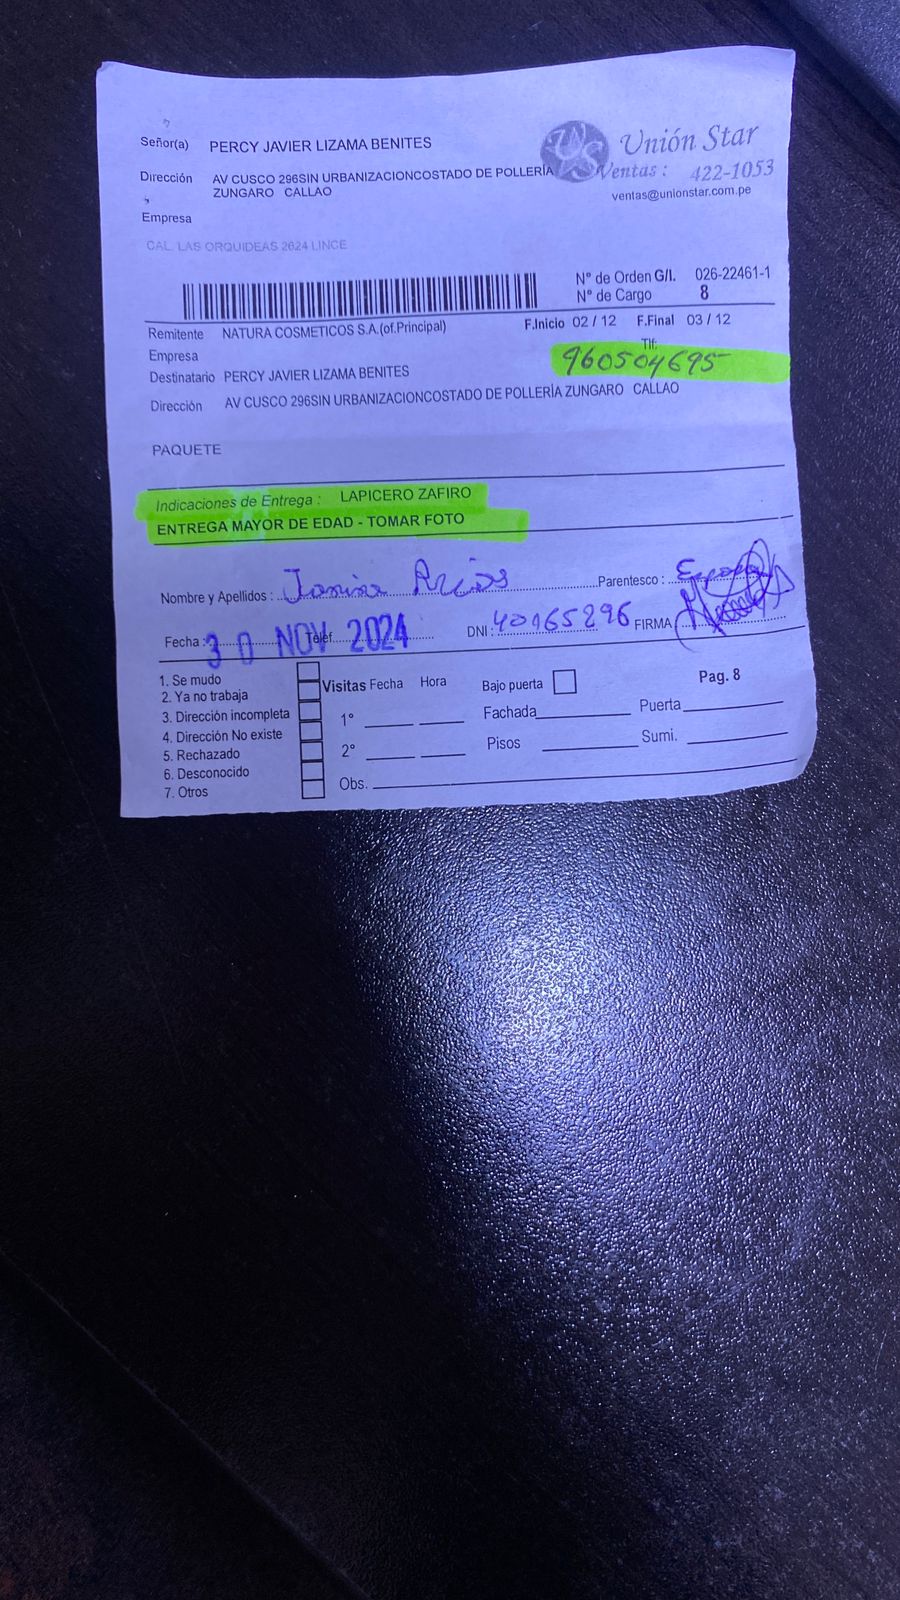 Señor(a) PERCY JAVIER LIZAMA BENITES
Unión Star
Dirección AV CUSCO 296SIN URBANIZACIONCOSTADO DE POLLERÍA
ZUNGARO CALLAO
Ventas : 422-1053
ventas@unionstar.com.pe
Empresa
CAL. LAS ORQUIDEAS 2624 LINCE
N° de Orden G/I. 026-22461-1
N° de Cargo 8
Remitente NATURA COSMETICOS S.A.(of.Principal)
F.Inicio 02 / 12 F.Final 03 / 12
Empresa
Tlf:
960504695
Destinatario PERCY JAVIER LIZAMA BENITES
Dirección AV CUSCO 296SIN URBANIZACIONCOSTADO DE POLLERÍA ZUNGARO CALLAO
PAQUETE
Indicaciones de Entrega : LAPICERO ZAFIRO
ENTREGA MAYOR DE EDAD - TOMAR FOTO
Nombre y Apellidos : Janina Arias Parentesco :
Fecha : 30 NOV 2024 Telef. DNI : 40165296 FIRMA
1. Se mudo
2. Ya no trabaja
3. Dirección incompleta
4. Dirección No existe
5. Rechazado
6. Desconocido
7. Otros
Visitas Fecha Hora Bajo puerta Pag. 8
1° Fachada Puerta
2° Pisos Sumi.
Obs.